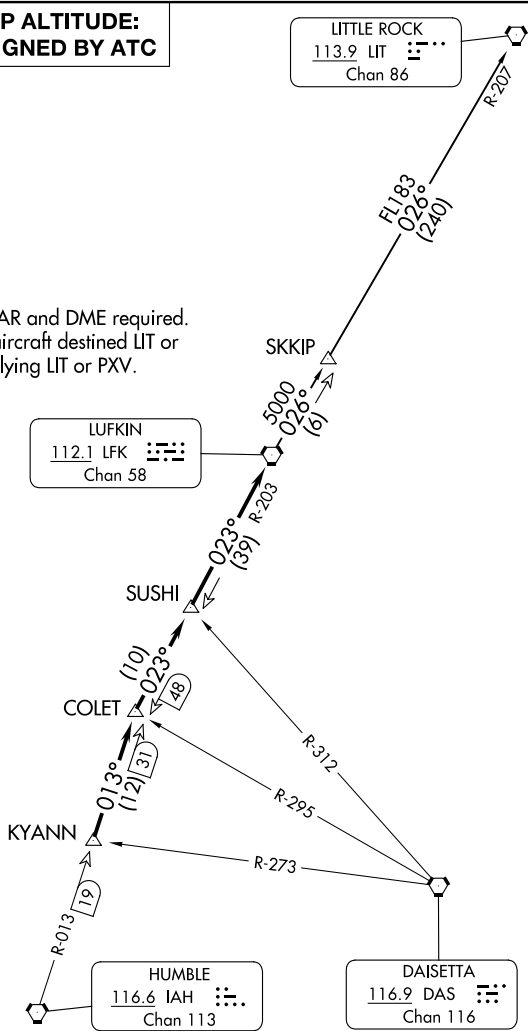 P ALTITUDE:
GNED BY ATC
LITTLE ROCK
113.9 LIT
Chan 86
R-207
FL183
026°
(240)
AR and DME required.
aircraft destined LIT or
lying LIT or PXV.
SKKIP
5000
026°
(6)
LUFKIN
112.1 LFK
Chan 58
R-203
023°
(39)
SUSHI
(10)
023°
48
COLET
31
013°
(12)
R-312
R-295
KYANN
R-273
R-013
19
HUMBLE
116.6 IAH
Chan 113
DAISETTA
116.9 DAS
Chan 116